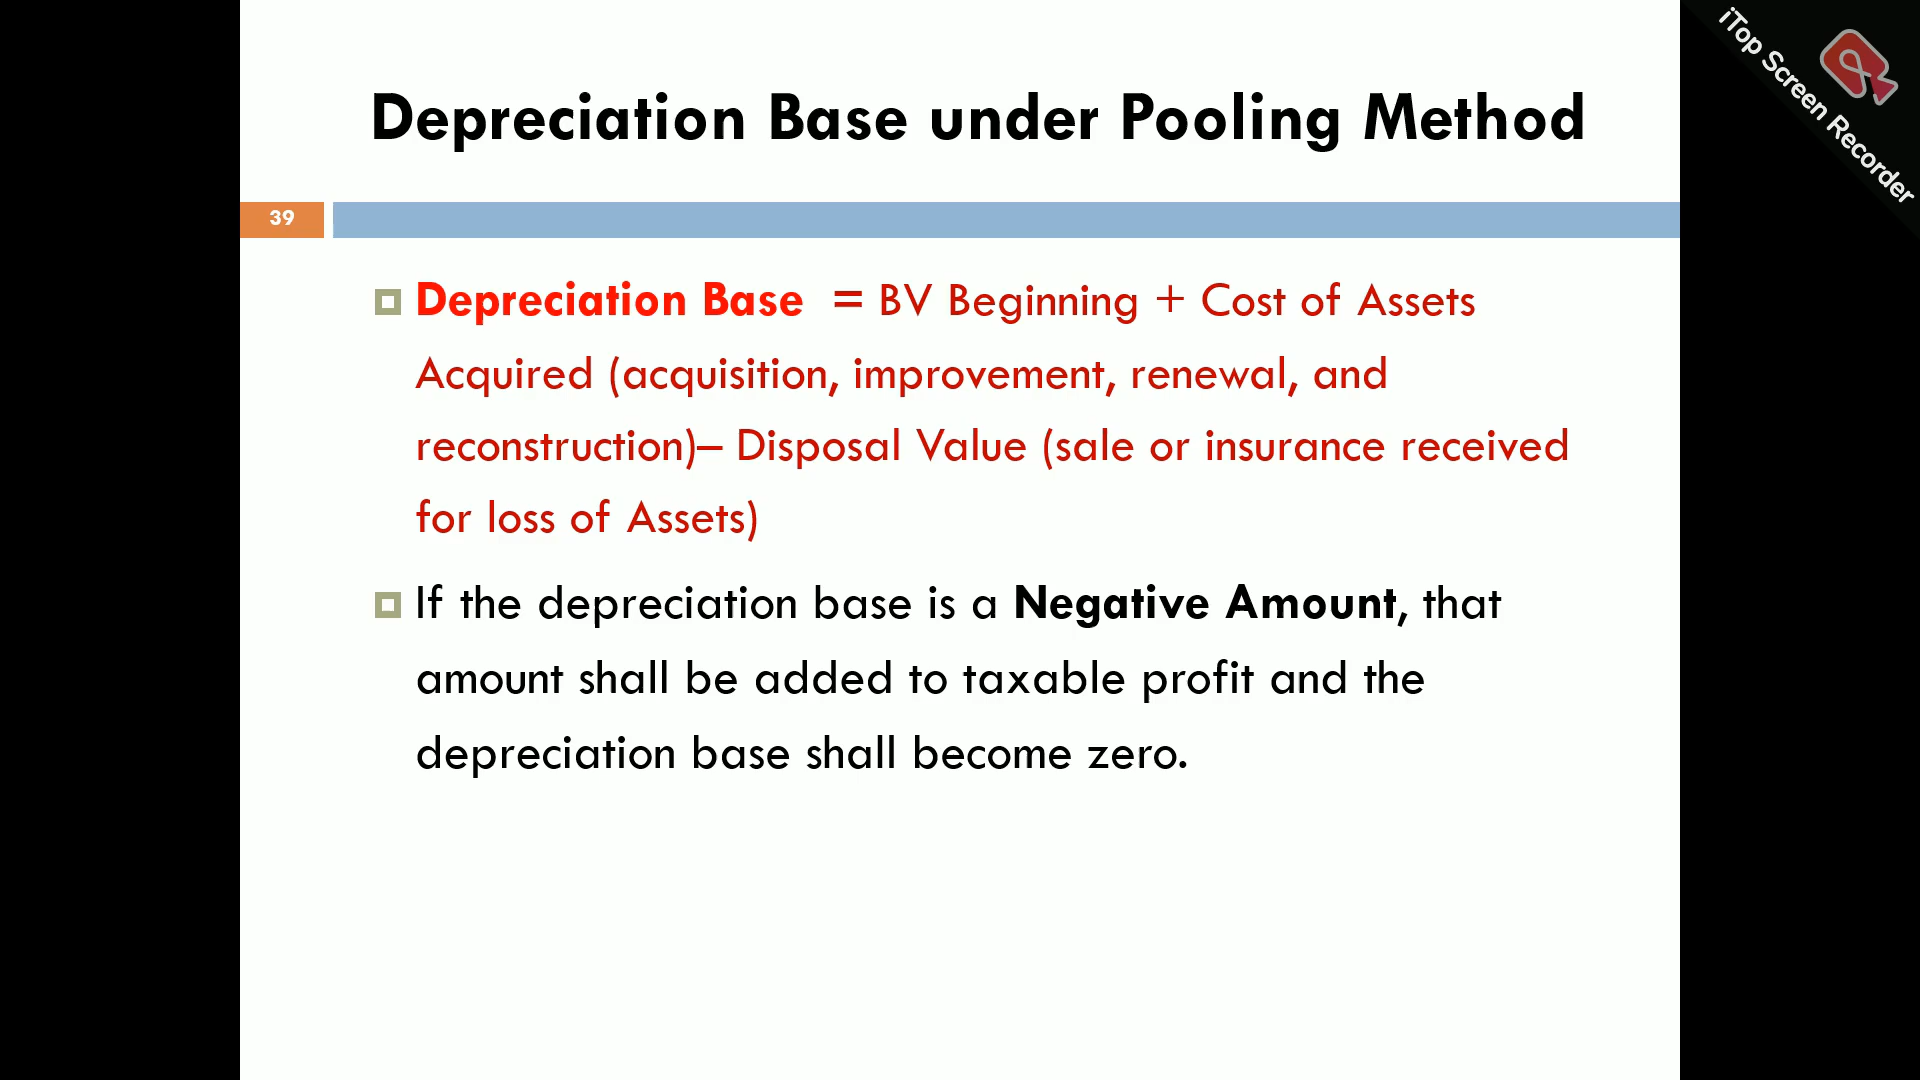 Depreciation Base under Pooling Method
39
Depreciation Base = BV Beginning + Cost of Assets
Acquired (acquisition, improvement, renewal, and
reconstruction)– Disposal Value (sale or insurance received
for loss of Assets)
If the depreciation base is a Negative Amount, that
amount shall be added to taxable profit and the
depreciation base shall become zero.
iTop Screen Recorder